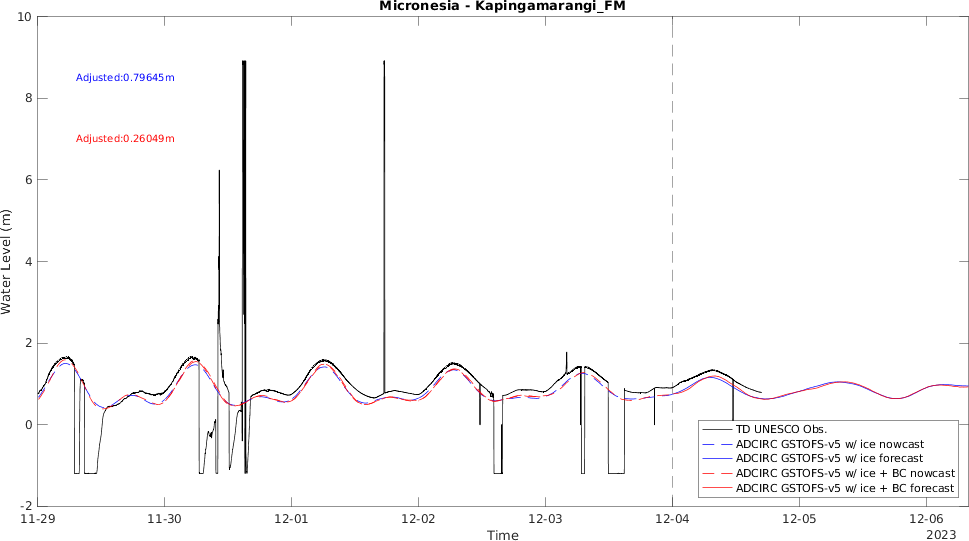 Micronesia - Kapingamarangi_FM
10
Adjusted:0.79645m
8
Adjusted:0.26049m
6
Water Level (m)
4
2
0
TD UNESCO Obs.
ADCIRC GSTOFS-v5 w/ ice nowcast
ADCIRC GSTOFS-v5 w/ ice forecast
ADCIRC GSTOFS-v5 w/ ice + BC nowcast
ADCIRC GSTOFS-v5 w/ ice + BC forecast
-2
11-29 11-30 12-01 12-02 12-03 12-04 12-05 12-06
Time 2023